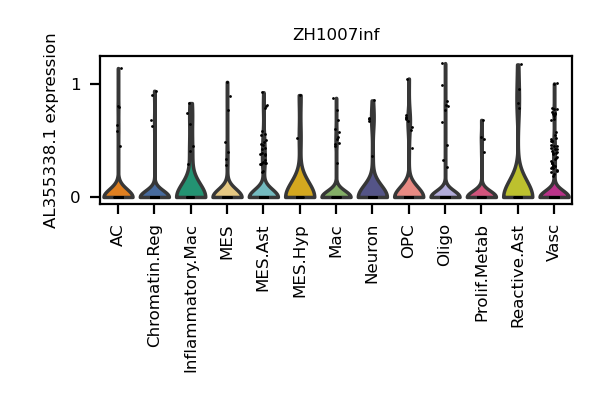 ZH1007inf
AL355338.1 expression
1
0
AC
Chromatin.Reg
Inflammatory.Mac
MES
MES.Ast
MES.Hyp
Mac
Neuron
OPC
Oligo
Prolif.Metab
Reactive.Ast
Vasc